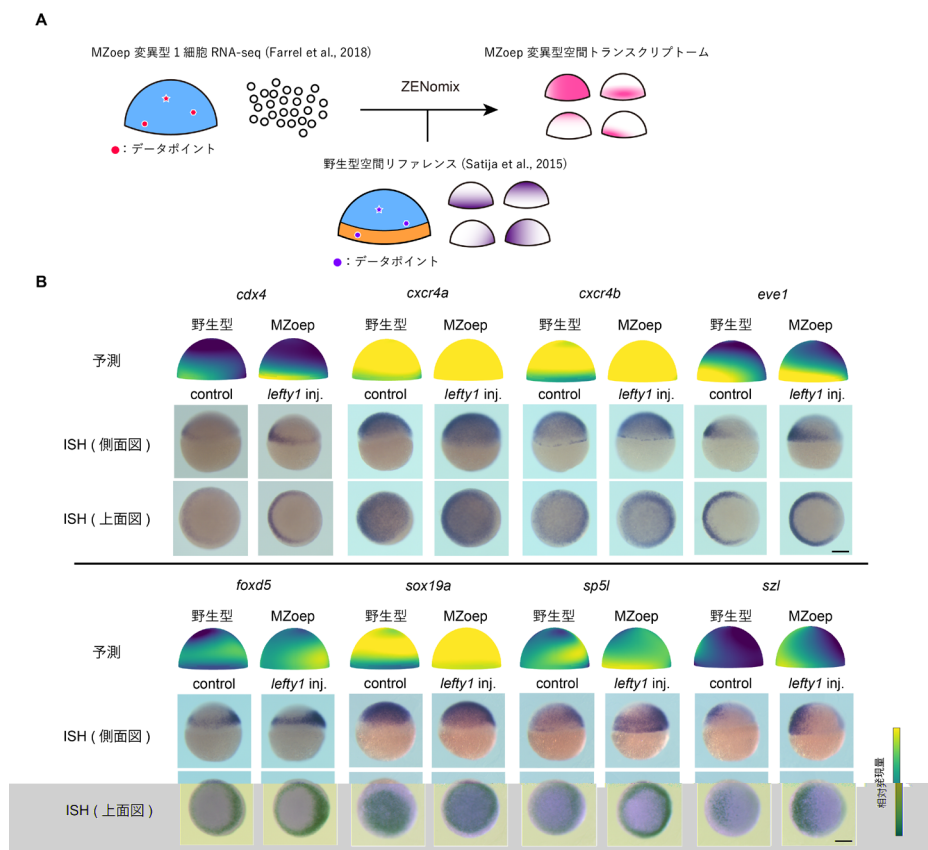 A
MZoep 変異型1細胞 RNA-seq (Farrel et al., 2018)
MZoep 変異型空間トランスクリプトーム
ZENomix
●：データポイント
野生型空間リファレンス (Satija et al., 2015)
●：データポイント
B
cdx4 cxcr4a cxcr4b eve1
野生型 MZoep 野生型 MZoep 野生型 MZoep 野生型 MZoep
予測
control lefty1 inj. control lefty1 inj. control lefty1 inj. control lefty1 inj.
ISH ( 側面図 )
ISH ( 上面図 )
foxd5 sox19a sp5l szl
野生型 MZoep 野生型 MZoep 野生型 MZoep 野生型 MZoep
予測
control lefty1 inj. control lefty1 inj. control lefty1 inj. control lefty1 inj.
ISH ( 側面図 )
相対発現量
ISH ( 上面図 )